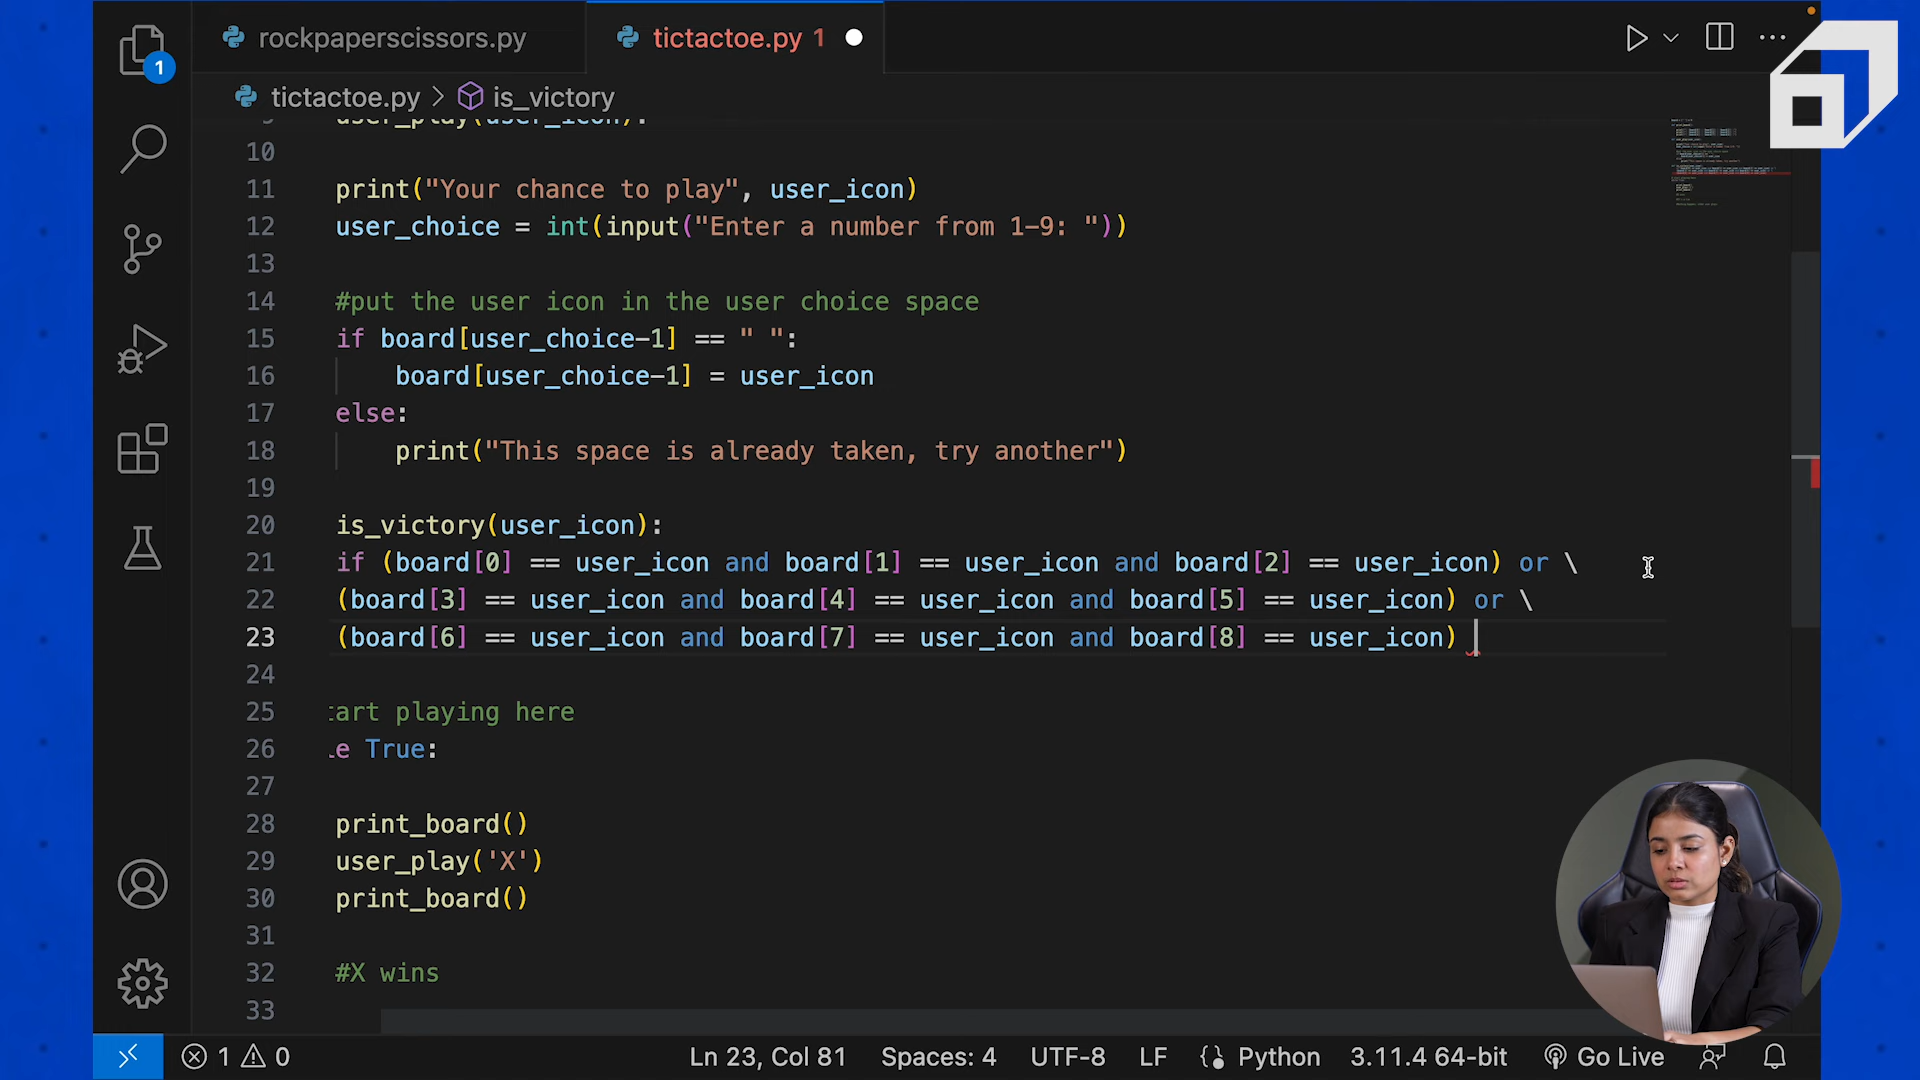 rockpaperscissors.py
tictactoe.py 1
1
tictactoe.py > is_victory
9 user_play(user_icon):
10
11 print("Your chance to play", user_icon)
12 user_choice = int(input("Enter a number from 1-9: "))
13
14 #put the user icon in the user choice space
15 if board[user_choice-1] == " ":
16 board[user_choice-1] = user_icon
17 else:
18 print("This space is already taken, try another")
19
20 is_victory(user_icon):
21 if (board[0] == user_icon and board[1] == user_icon and board[2] == user_icon) or \
22 (board[3] == user_icon and board[4] == user_icon and board[5] == user_icon) or \
23 (board[6] == user_icon and board[7] == user_icon and board[8] == user_icon)
24
25 tart playing here
26 le True:
27
28 print_board()
29 user_play('X')
30 print_board()
31
32 #X wins
33
1 0 Ln 23, Col 81 Spaces: 4 UTF-8 LF Python 3.11.4 64-bit Go Live